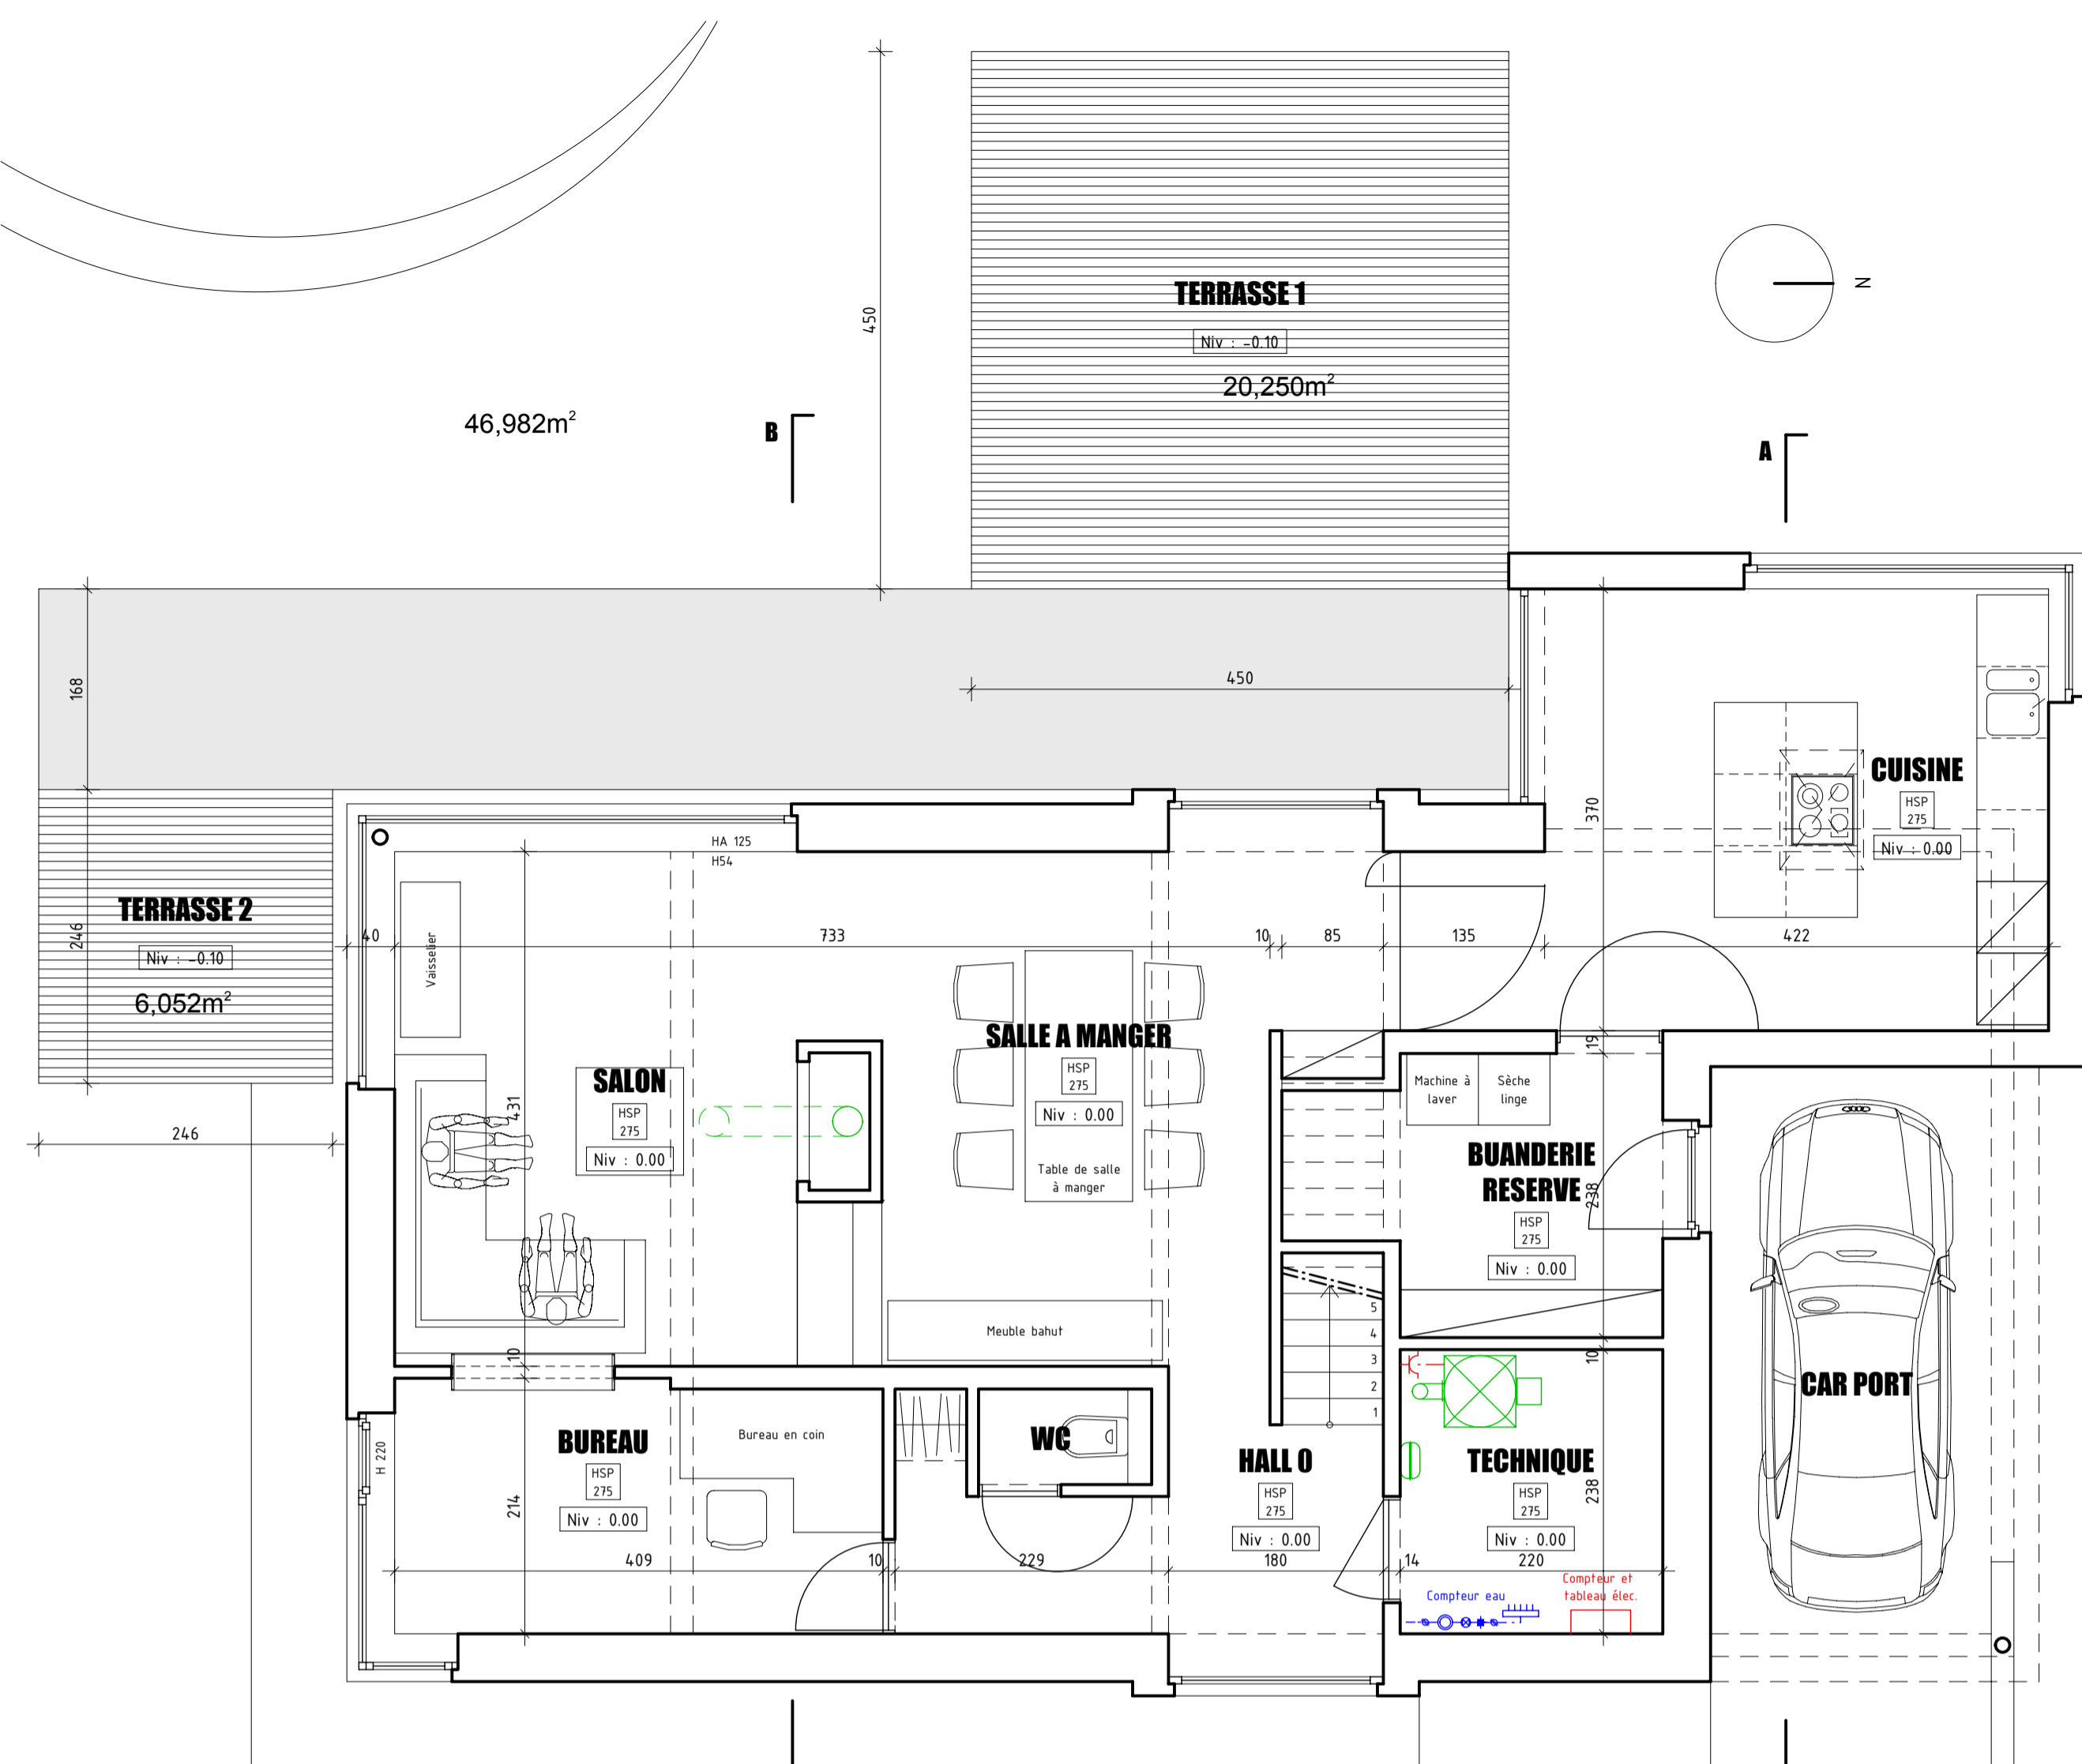 TERRASSE 1
Niv : -0.10
20,250m²
450
N
46,982m²
B
A
168
450
370
CUISINE
HSP
275
Niv : 0.00
HA 125
H54
TERRASSE 2
246
Niv : -0.10
6,052m²
40
733
10
85
135
422
Vaisselier
SALLE A MANGER
HSP
275
Niv : 0.00
Table de salle
à manger
19
Machine à
laver
Sèche
linge
SALON
HSP
275
Niv : 0.00
431
246
BUANDERIE
RESERVE
238
HSP
275
Niv : 0.00
Meuble bahut
5
4
3
2
1
10
10
CAR PORT
BUREAU
HSP
275
Niv : 0.00
Bureau en coin
WC
HALL 0
HSP
275
Niv : 0.00
TECHNIQUE
HSP
275
Niv : 0.00
238
H 220
214
409
10
229
180
14
220
Compteur eau
Compteur et
tableau élec.